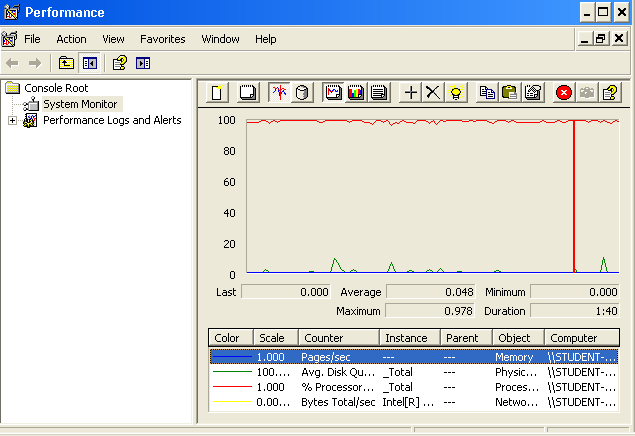 Performance
File Action View Favorites Window Help
Console Root
System Monitor
Performance Logs and Alerts
100
80
60
40
20
0
Last 0.000 Average 0.048 Minimum 0.000
Maximum 0.978 Duration 1:40
Color Scale Counter Instance Parent Object Computer
1.000 Pages/sec --- --- Memory \\STUDENT-...
100.... Avg. Disk Qu... _Total --- Physic... \\STUDENT-...
1.000 % Processor... _Total --- Proces... \\STUDENT-...
0.00... Bytes Total/sec Intel[R] ... --- Netwo... \\STUDENT-...